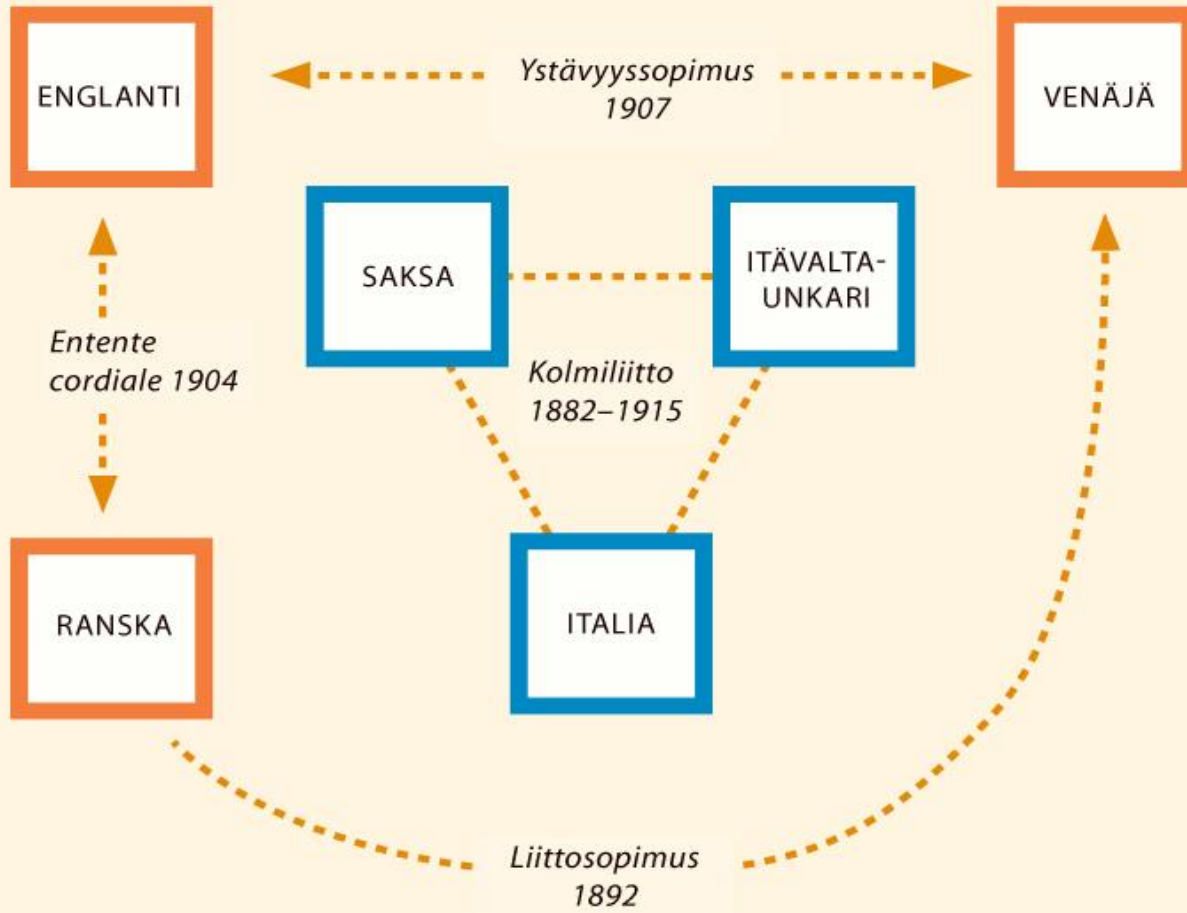 ENGLANTI
Ystävyyssopimus
1907
VENÄJÄ
SAKSA
ITÄVALTA-
UNKARI
Entente
cordiale 1904
Kolmiliitto
1882–1915
RANSKA
ITALIA
Liittosopimus
1892